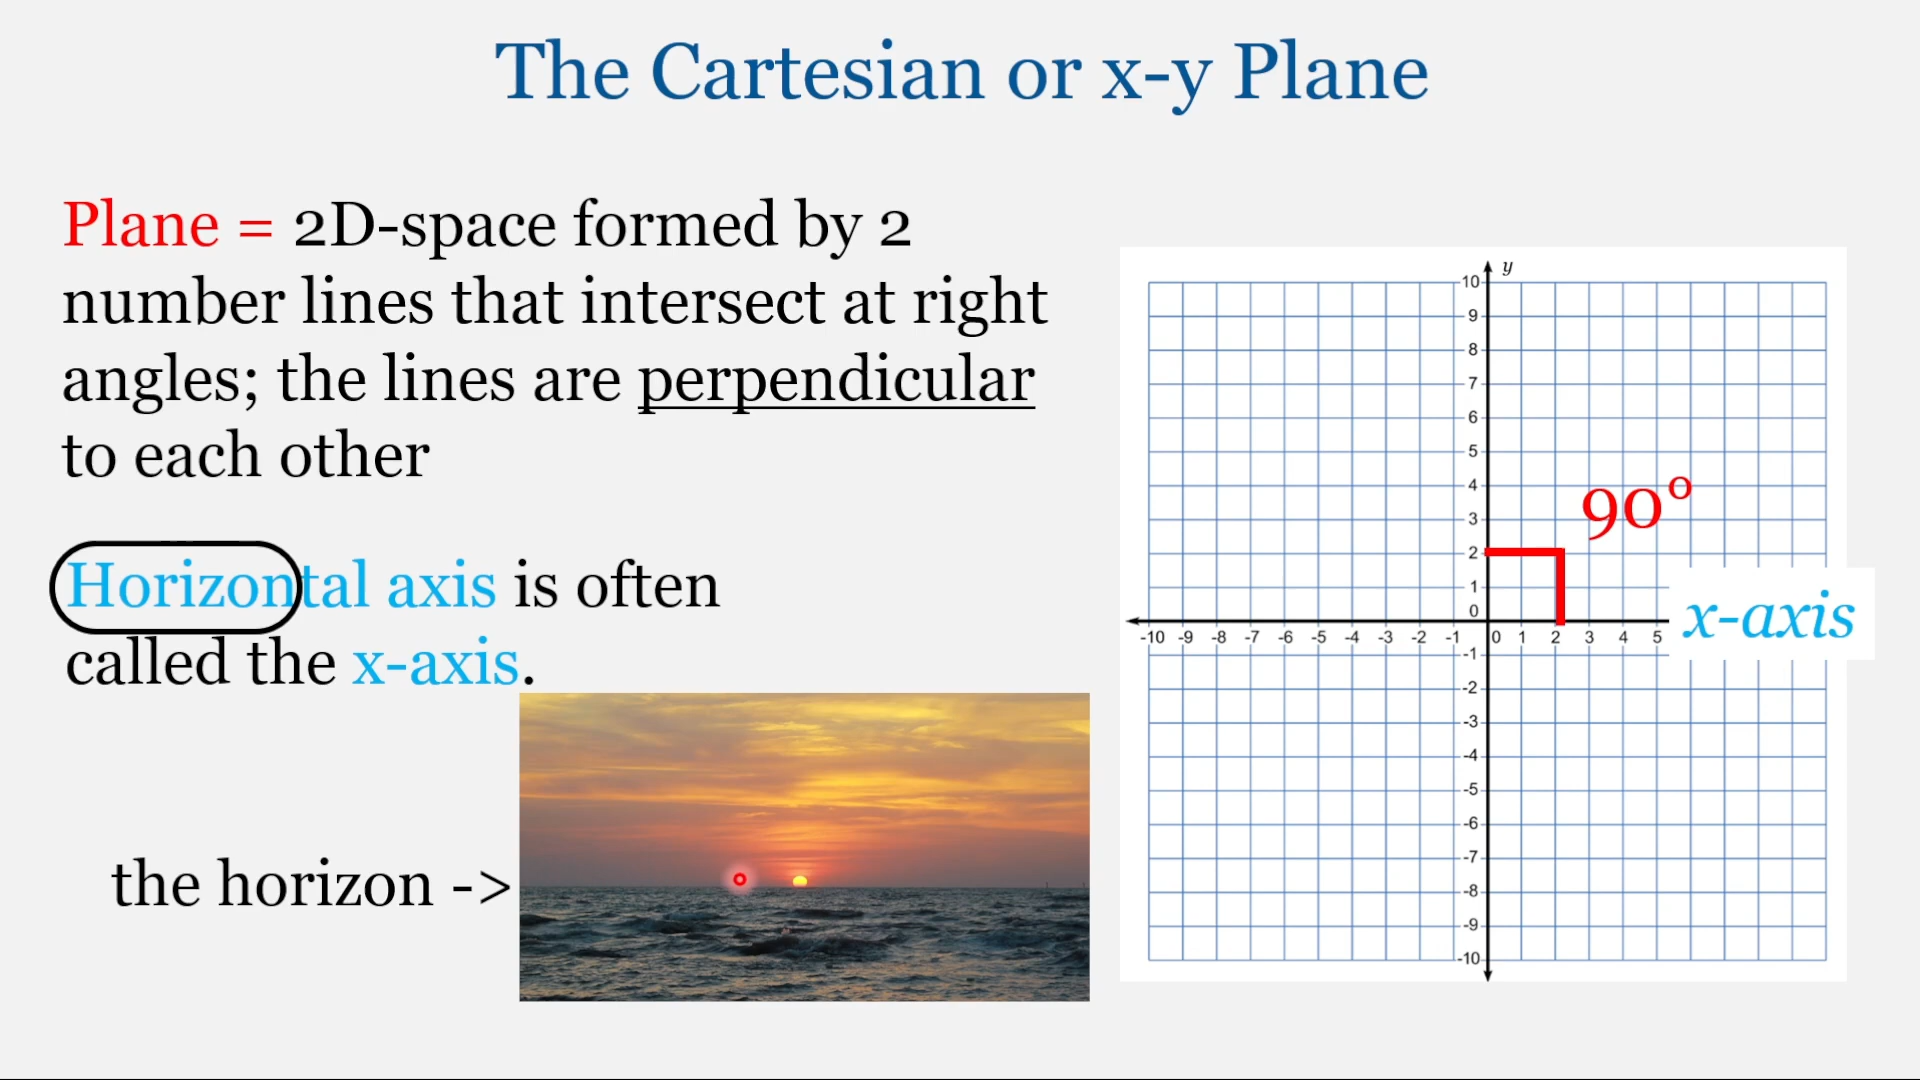 The Cartesian or x-y Plane
Plane = 2D-space formed by 2
number lines that intersect at right
angles; the lines are perpendicular
to each other
Horizontal axis is often
called the x-axis.
the horizon ->
y
10
9
8
7
6
5
4
3
2
1
0
90°
x-axis
-10 -9 -8 -7 -6 -5 -4 -3 -2 -1 0 1 2 3 4 5
-1
-2
-3
-4
-5
-6
-7
-8
-9
-10